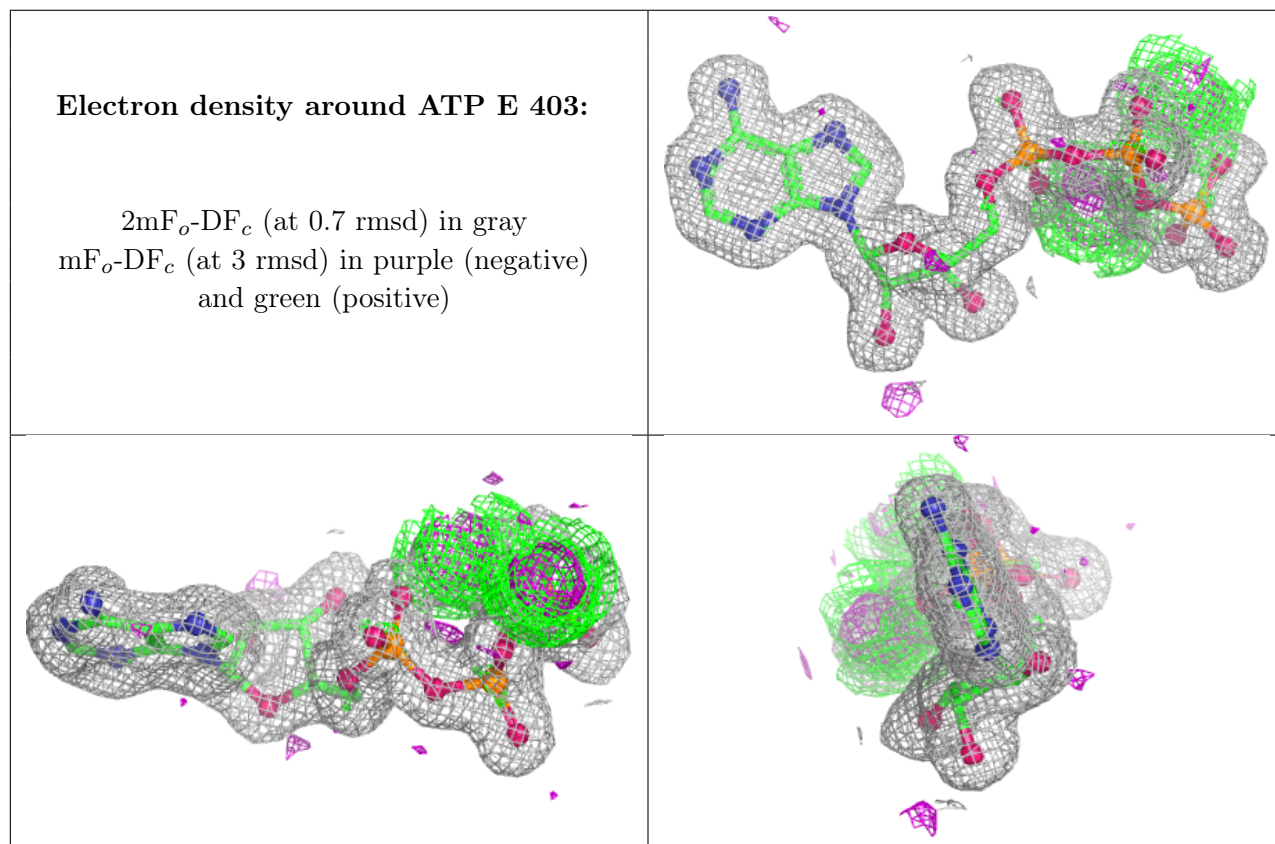 Electron density around ATP E 403:
2mFo-DFc (at 0.7 rmsd) in gray
mFo-DFc (at 3 rmsd) in purple (negative)
and green (positive)